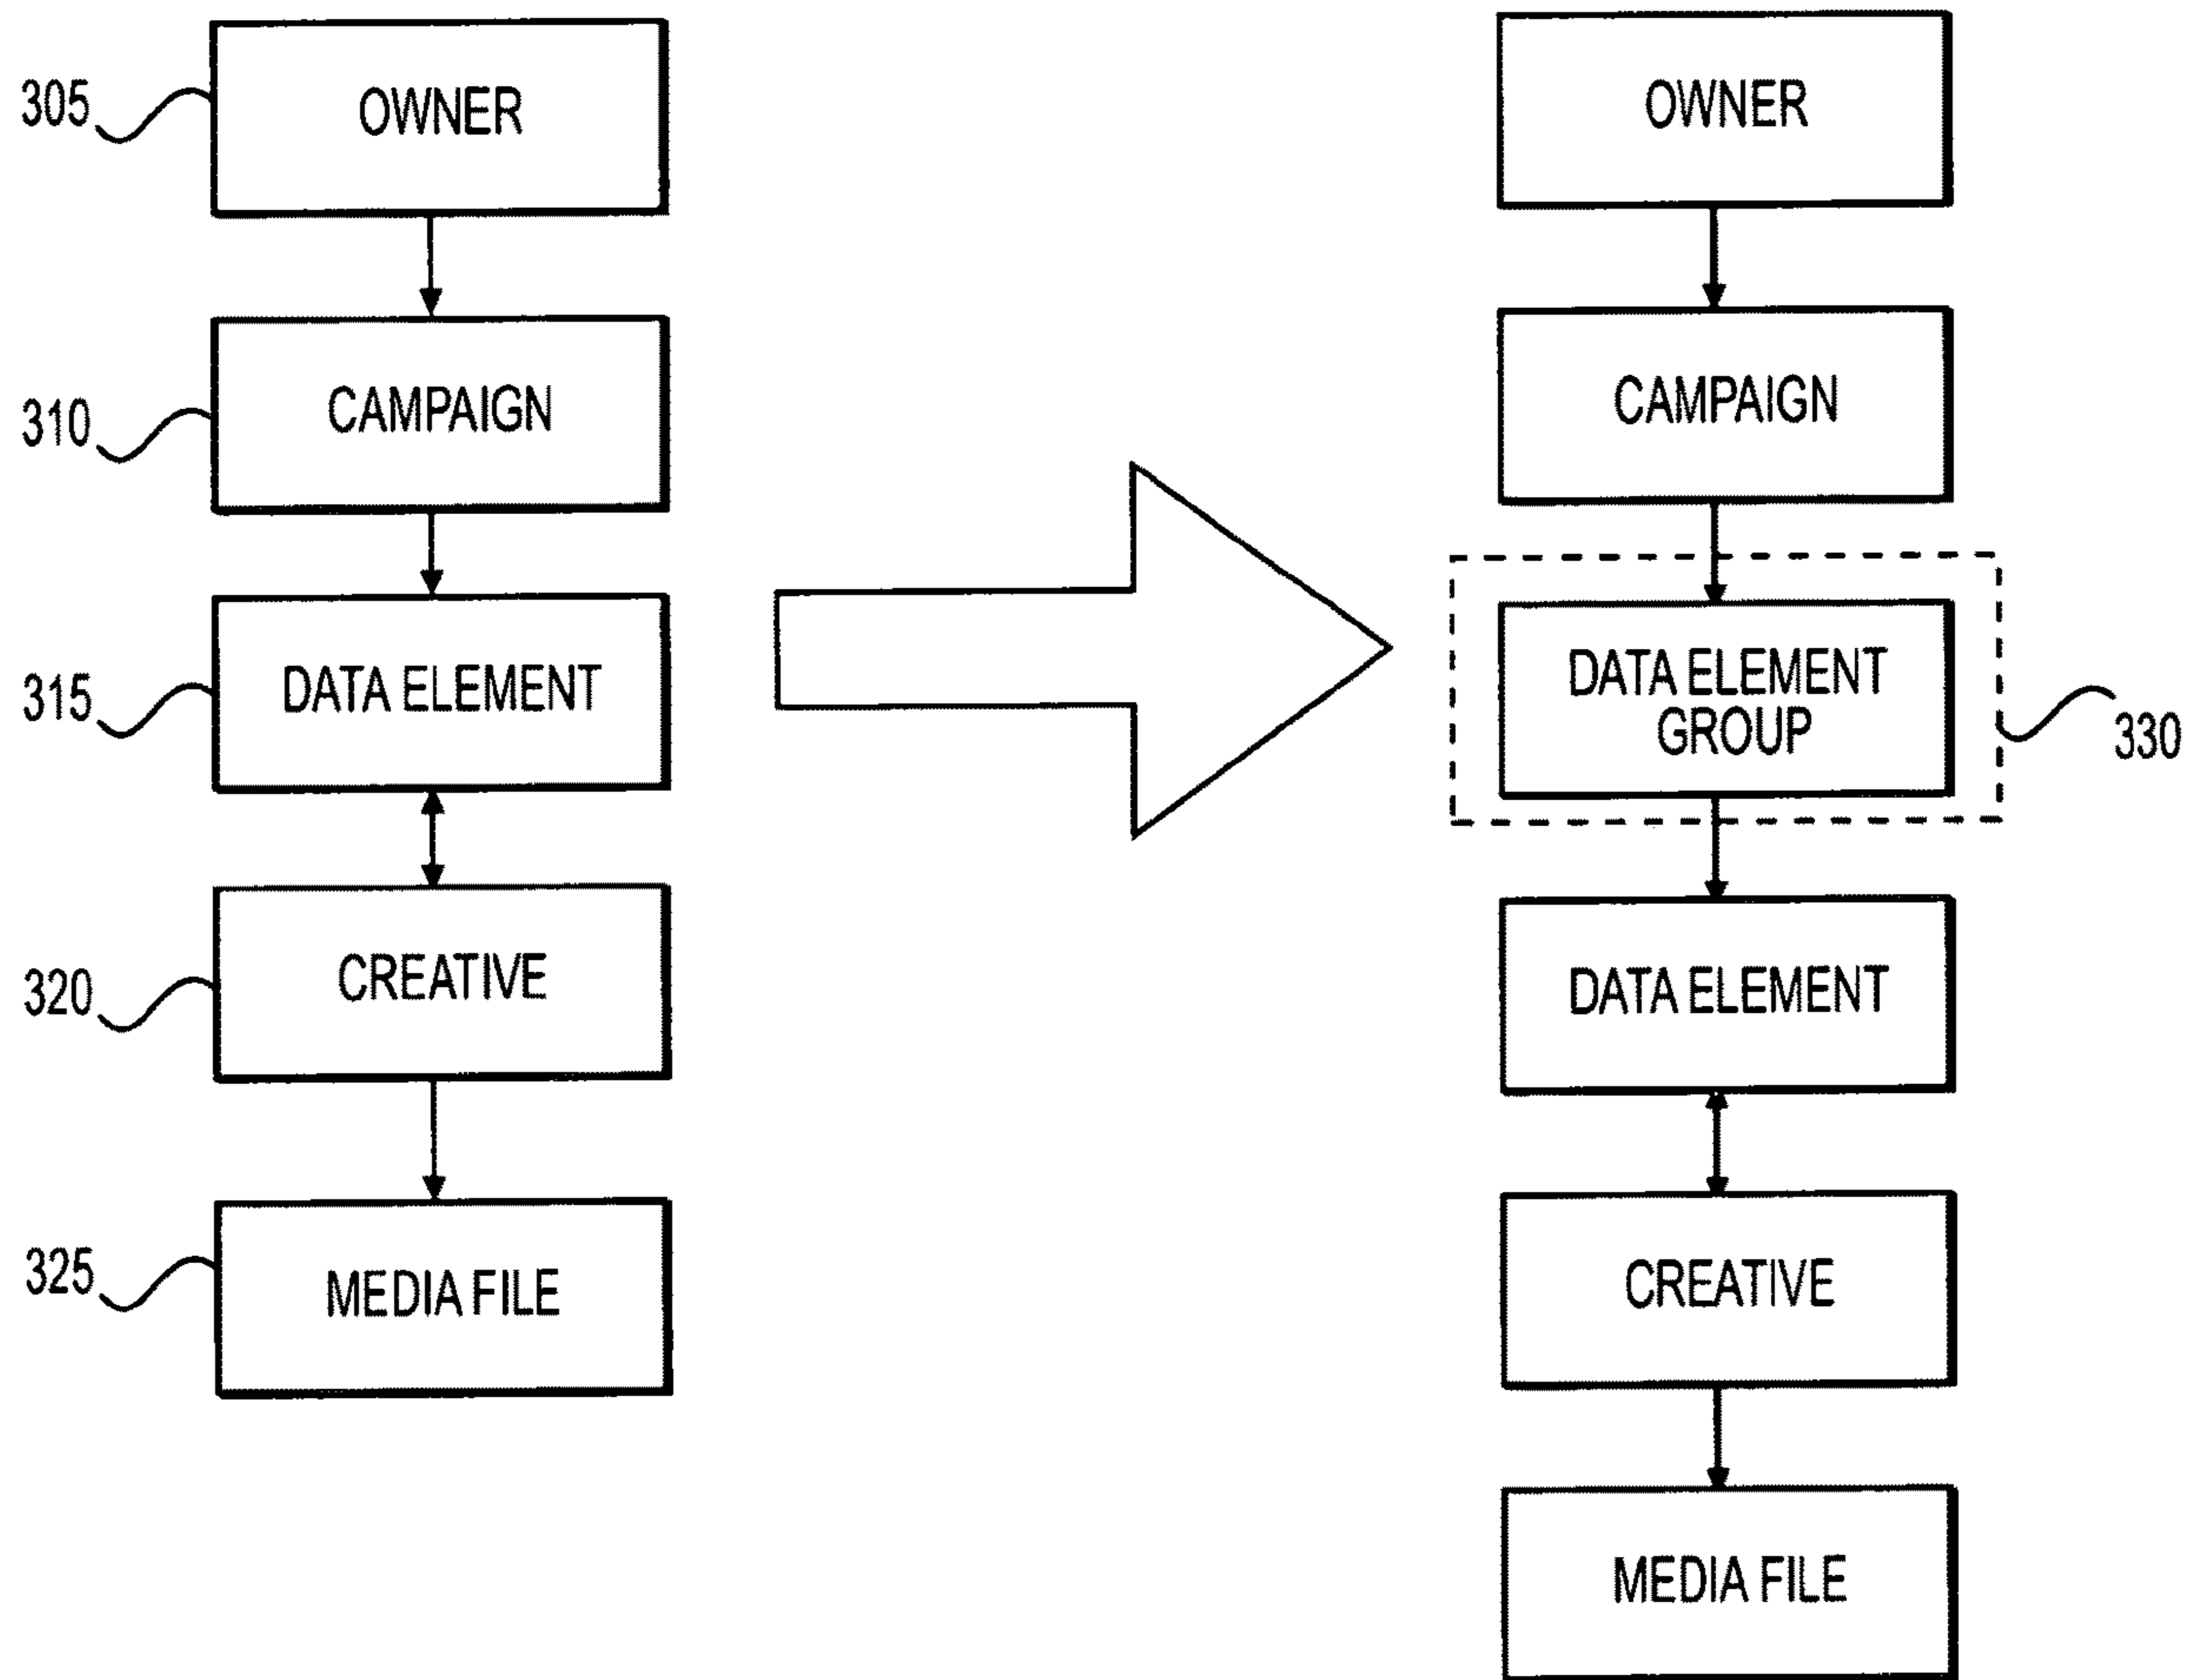 305
OWNER
310
CAMPAIGN
315
DATA ELEMENT
320
CREATIVE
325
MEDIA FILE
OWNER
CAMPAIGN
DATA ELEMENT
GROUP
330
DATA ELEMENT
CREATIVE
MEDIA FILE